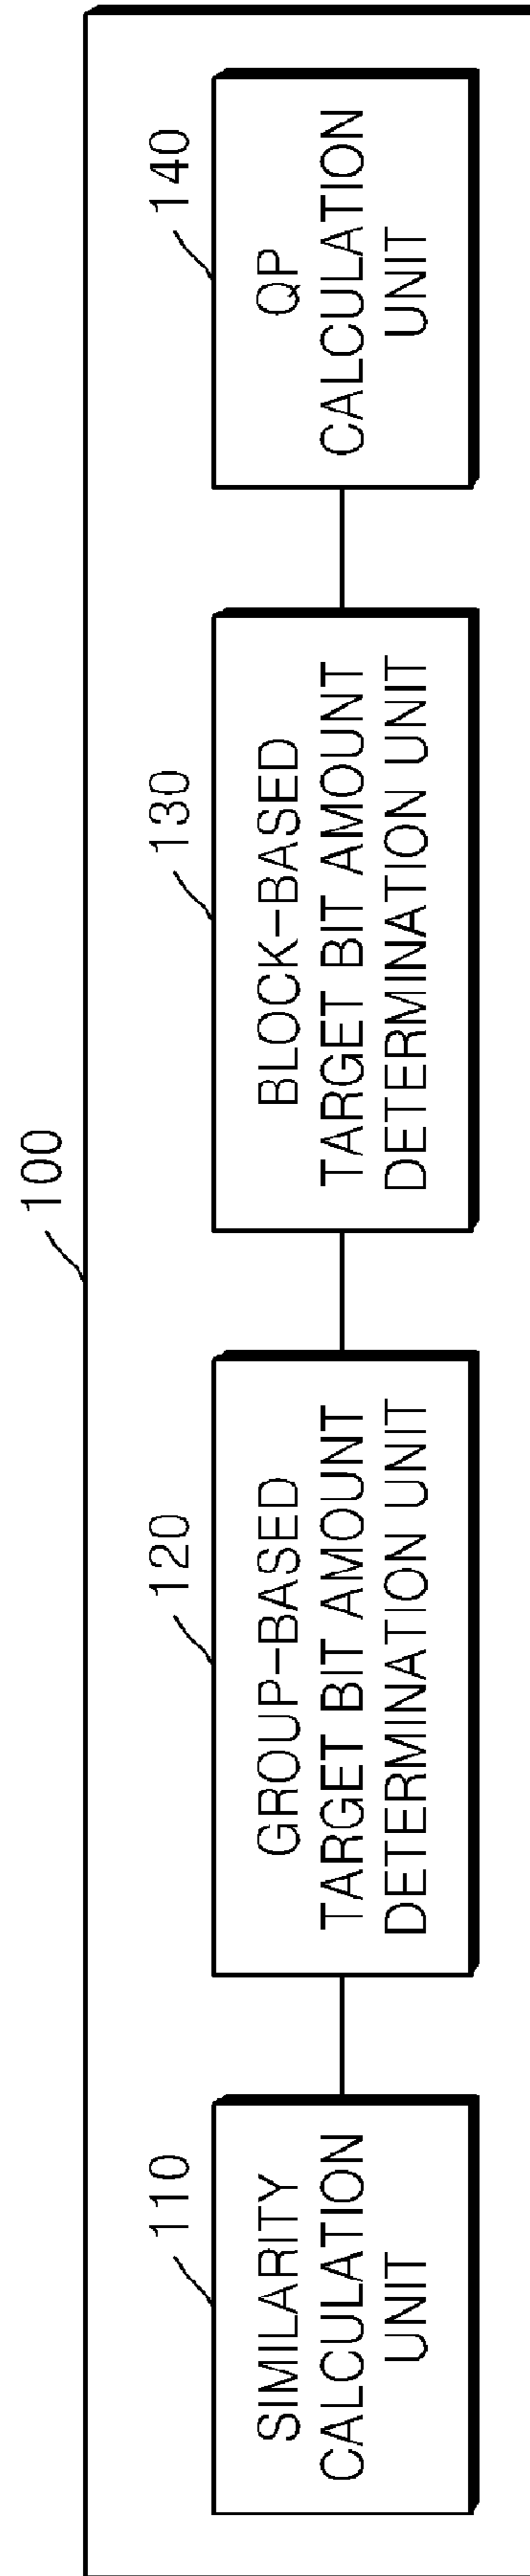 100
110
SIMILARITY
CALCULATION
UNIT
120
GROUP-BASED
TARGET BIT AMOUNT
DETERMINATION UNIT
130
BLOCK-BASED
TARGET BIT AMOUNT
DETERMINATION UNIT
140
QP
CALCULATION
UNIT